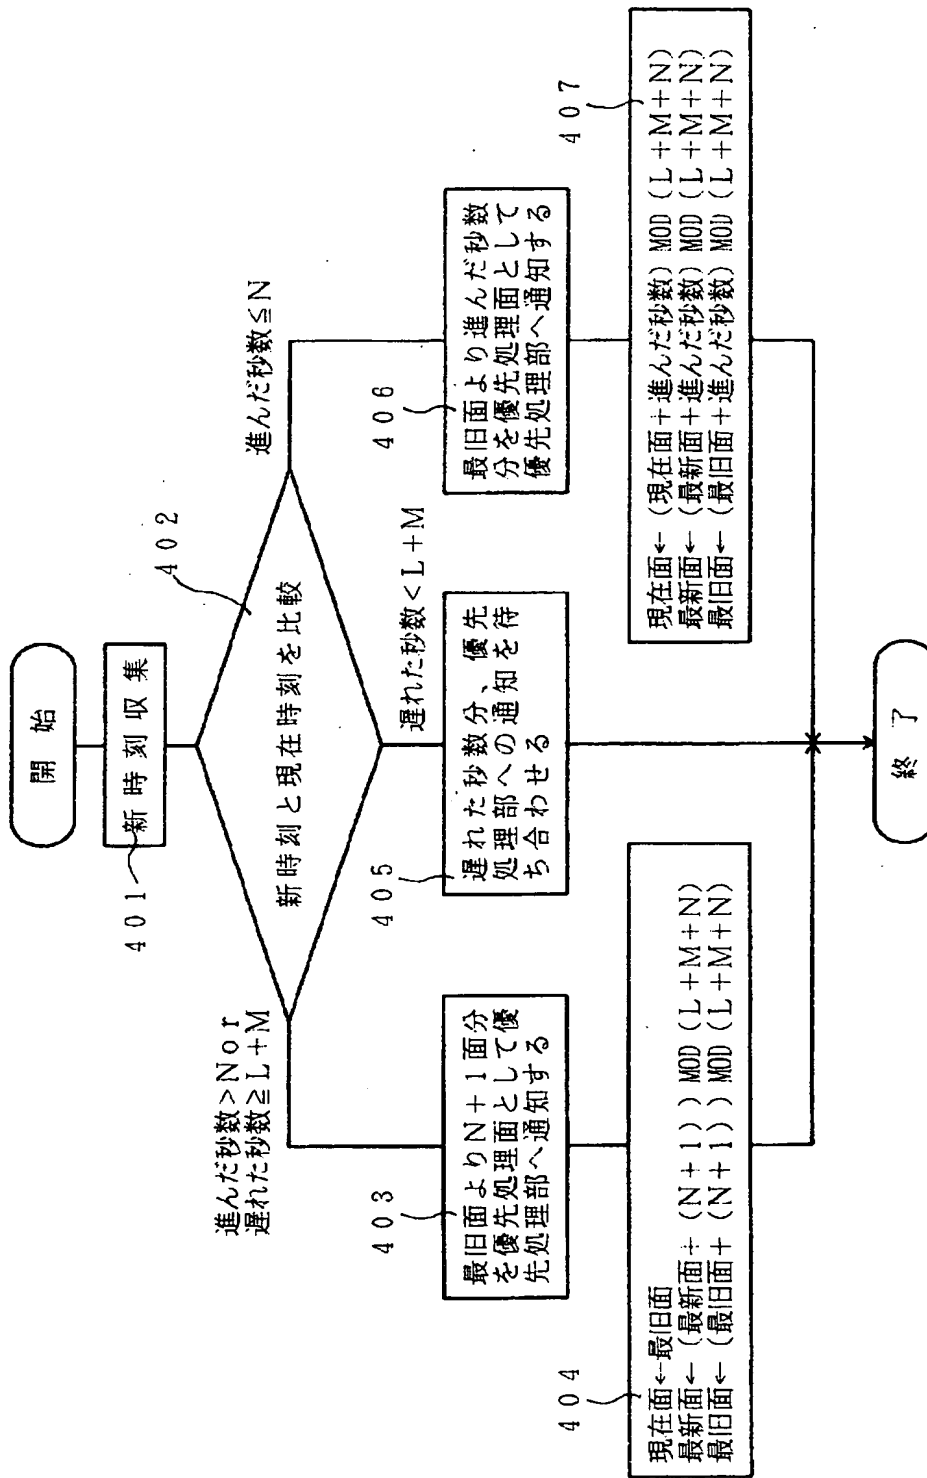 開始
401
新時刻収集
402
新時刻と現在時刻を比較
進んだ秒数>Nor
遅れた秒数≧L+M
遅れた秒数<L+M
進んだ秒数≦N
403
最旧面よりN+1面分
を優先処理面として優
先処理部へ通知する
405
遅れた秒数分、優先
処理部への通知を待
ち合わせる
406
最旧面より進んだ秒数
分を優先処理面として
優先処理部へ通知する
404
現在面←最旧面
最新面←(最新面+(N+1))MOD(L+M+N)
最旧面←(最旧面+(N+1))MOD(L+M+N)
407
現在面←(現在面+進んだ秒数)MOD(L+M+N)
最新面←(最新面+進んだ秒数)MOD(L+M+N)
最旧面←(最旧面+進んだ秒数)MOD(L+M+N)
終了